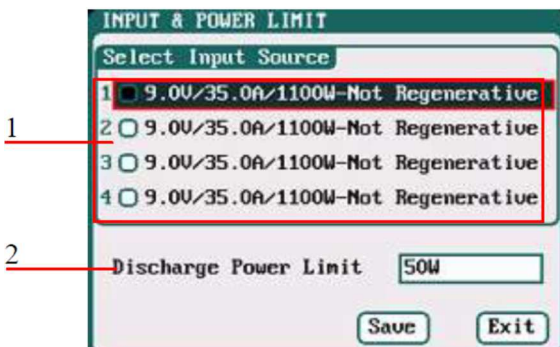 INPUT & POWER LIMIT
Select Input Source
1 9.0V/35.0A/1100W-Not Regenerative
1
2 9.0V/35.0A/1100W-Not Regenerative
3 9.0V/35.0A/1100W-Not Regenerative
4 9.0V/35.0A/1100W-Not Regenerative
2
Discharge Power Limit 50W
Save Exit